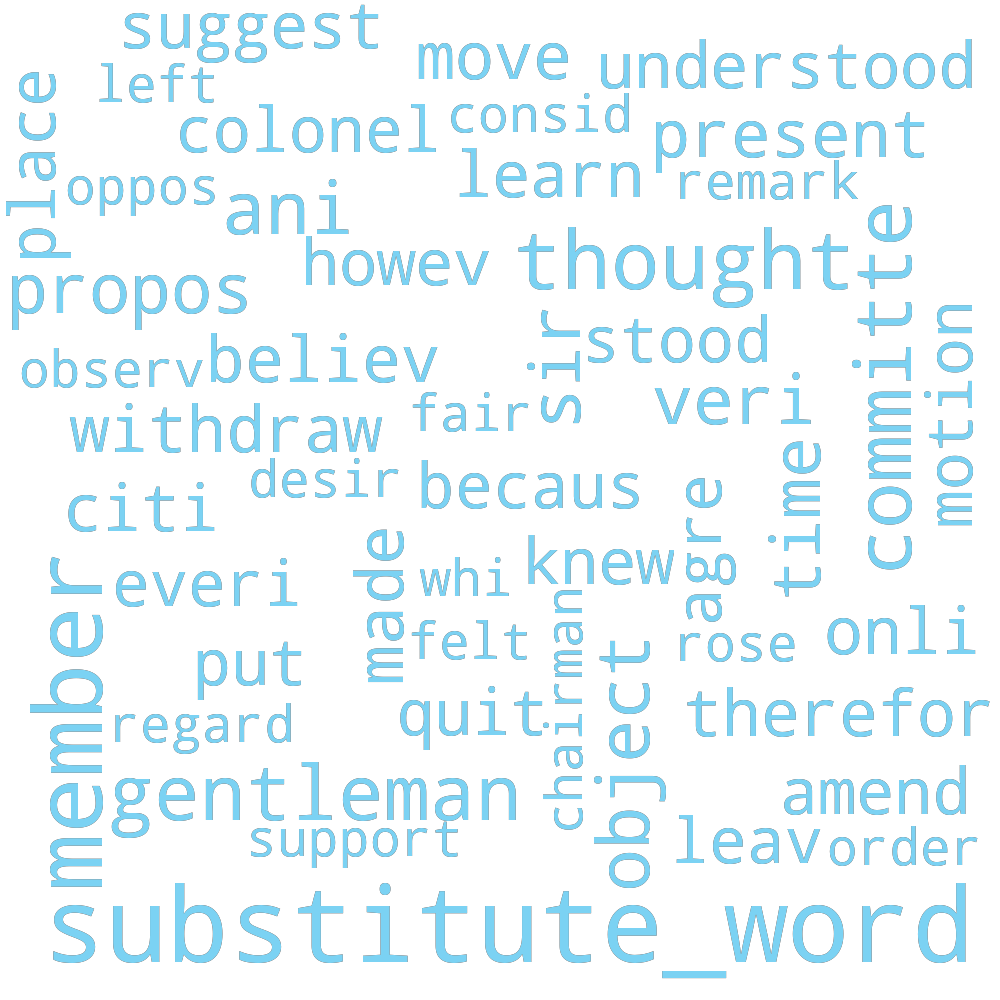 suggest
move
understood
left
place
colonel
consid
present
learn
remark
oppos
ani
committe
howev
thought
propos
motion
sir
stood
observ
believ
veri
withdraw
fair
time
desir
becaus
agre
citi
made
knew
member
everi
whi
chairman
felt
rose
onli
put
object
quit
therefor
regard
gentleman
amend
support
leav
order
substitute_word